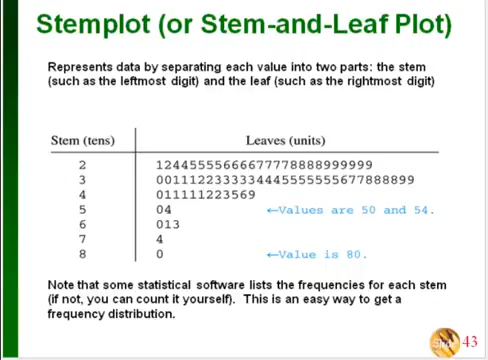 Stemplot (or Stem-and-Leaf Plot)
Represents data by separating each value into two parts: the stem
(such as the leftmost digit) and the leaf (such as the rightmost digit)
Stem (tens) Leaves (units)
2 12445555566667777888899999
3 0011122333334445555555677888899
4 011111223569
5 04 ←Values are 50 and 54.
6 013
7 4
8 0 ←Value is 80.
Note that some statistical software lists the frequencies for each stem
(if not, you can count it yourself). This is an easy way to get a
frequency distribution.
Slide 43